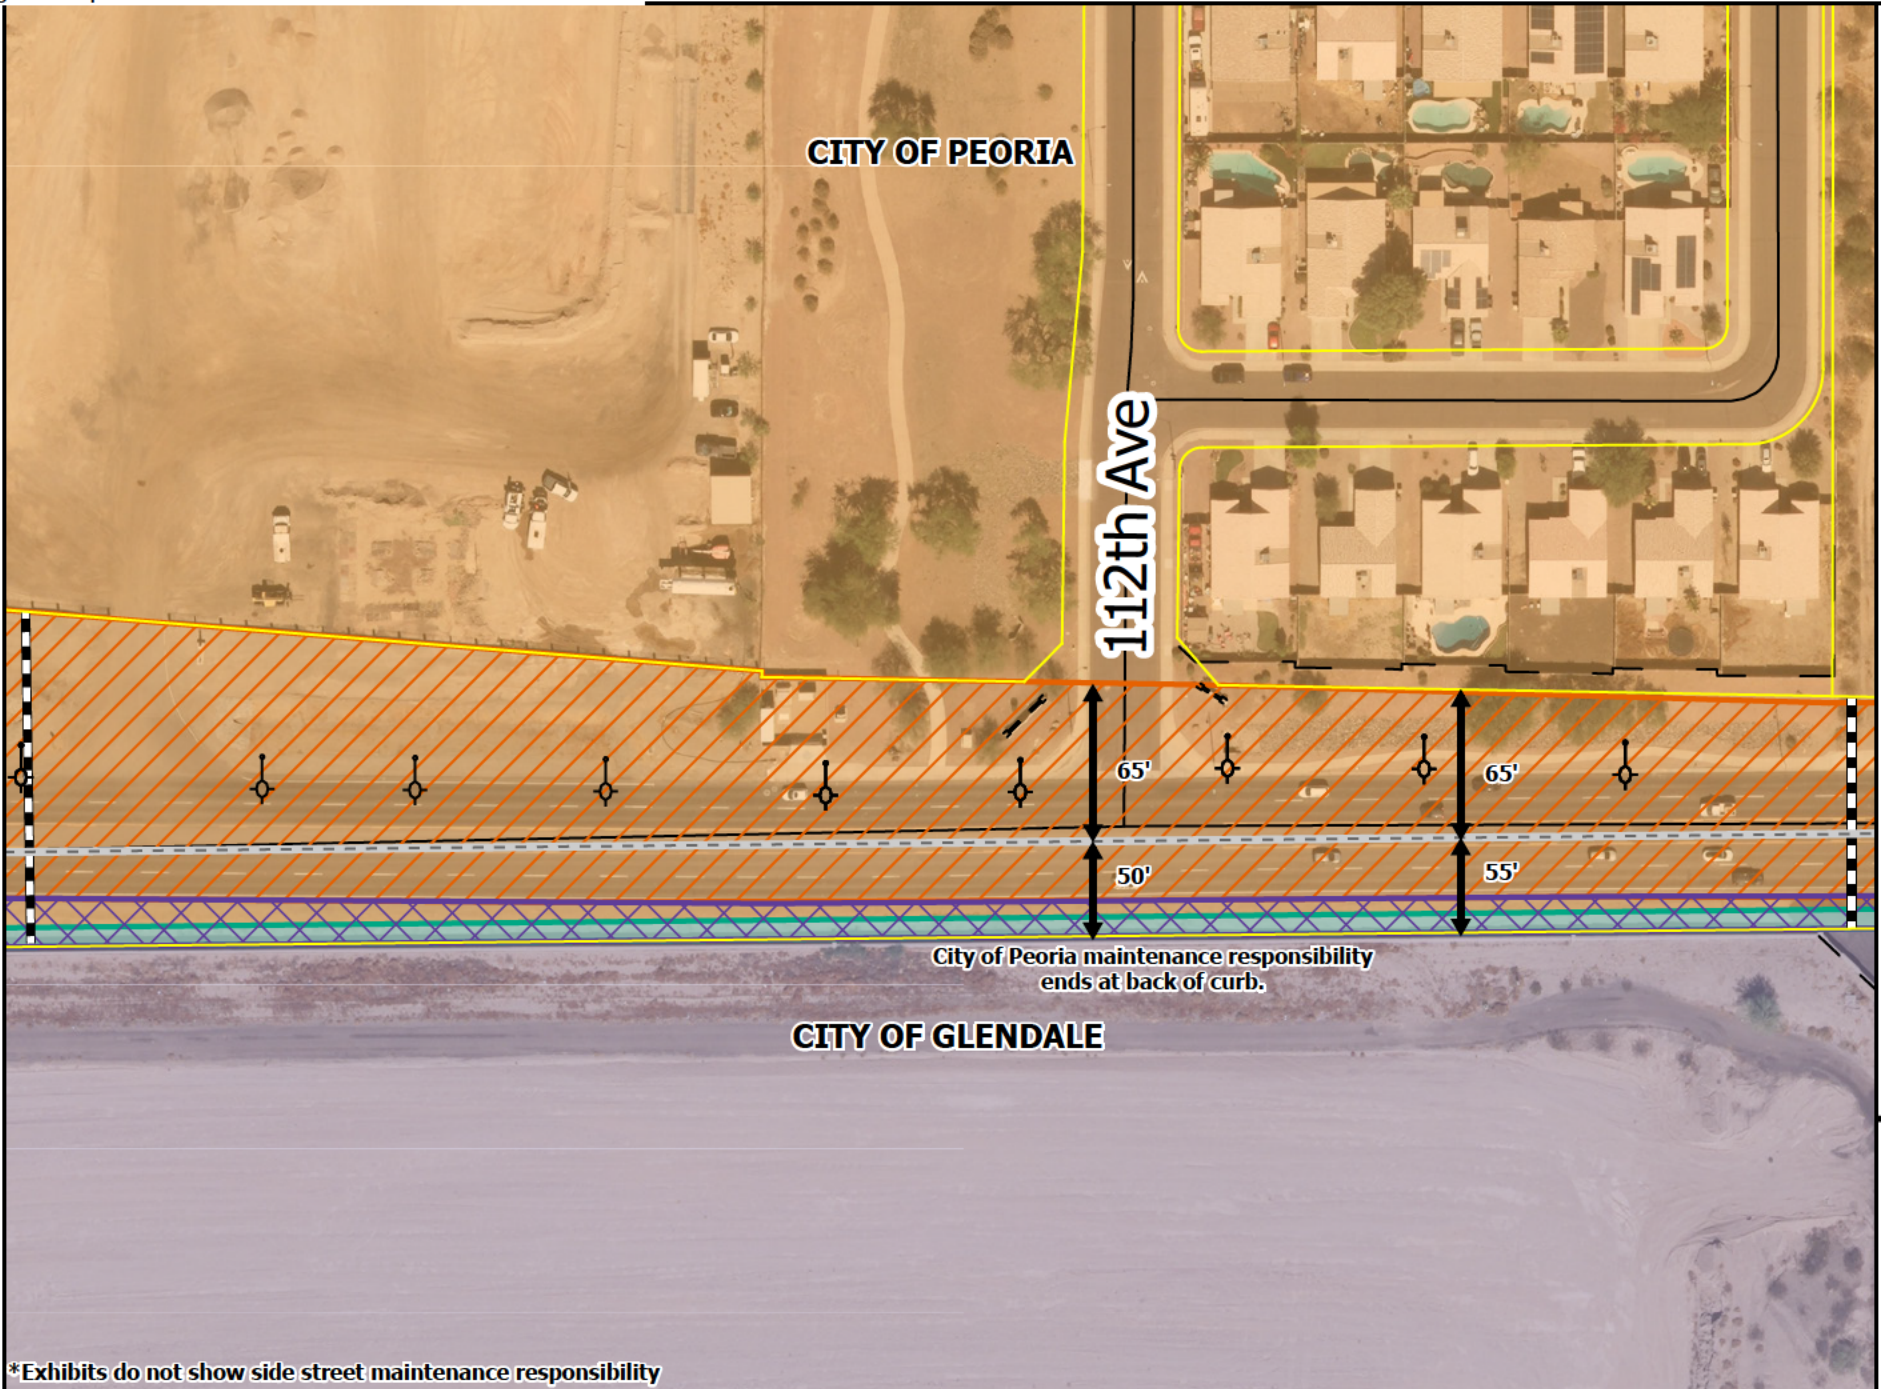 CITY OF PEORIA
112th Ave
65'
65'
50'
55'
City of Peoria maintenance responsibility
ends at back of curb.
CITY OF GLENDALE
*Exhibits do not show side street maintenance responsibility